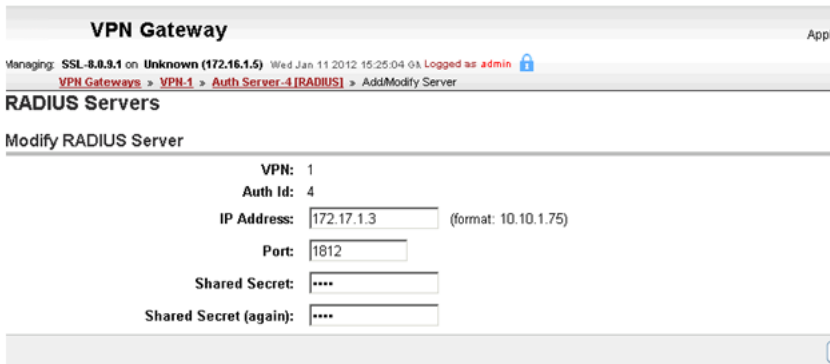 VPN Gateway
Appl
Managing: SSL-8.0.9.1 on Unknown (172.16.1.5) Wed Jan 11 2012 15:25:04 GM Logged as admin
VPN Gateways » VPN-1 » Auth Server-4 [RADIUS] » Add/Modify Server
RADIUS Servers
Modify RADIUS Server
VPN: 1
Auth Id: 4
IP Address: 172.17.1.3 (format: 10.10.1.75)
Port: 1812
Shared Secret: ••••
Shared Secret (again): ••••